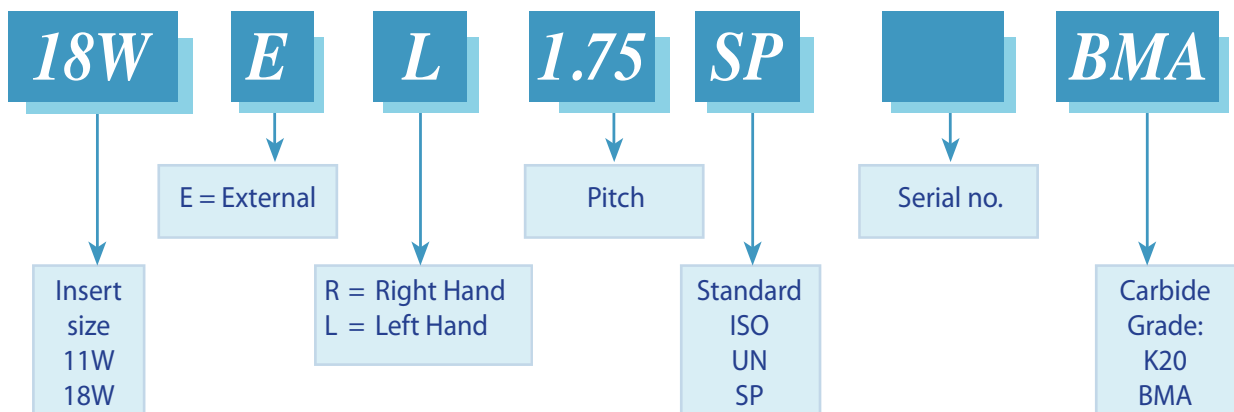 18W E L 1.75 SP BMA
E = External
Pitch
Serial no.
Insert
size
11W
18W
R = Right Hand
L = Left Hand
Standard
ISO
UN
SP
Carbide
Grade:
K20
BMA